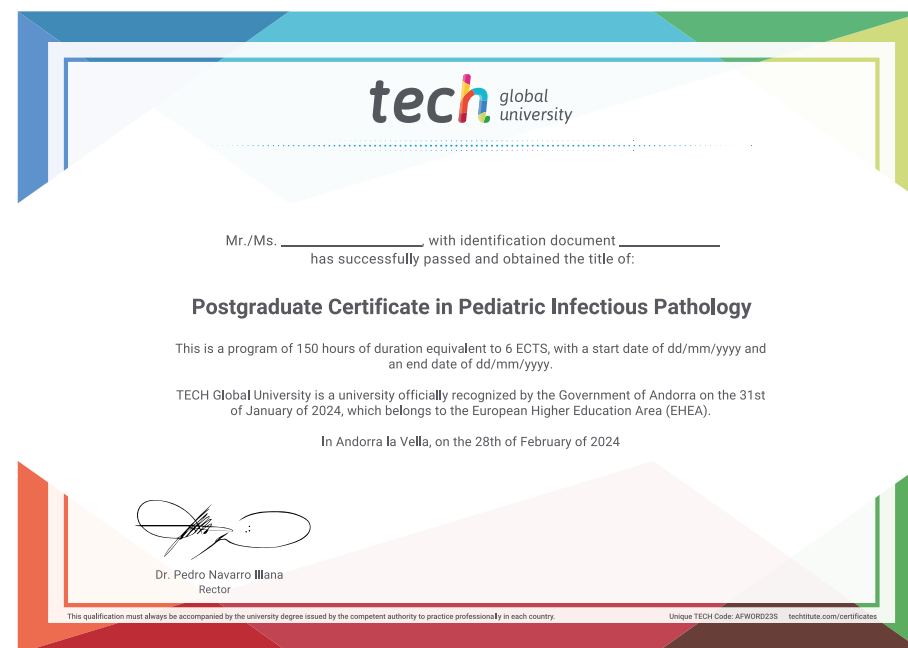 tech global university
Mr./Ms. ____________, with identification document ____________
has successfully passed and obtained the title of:
Postgraduate Certificate in Pediatric Infectious Pathology
This is a program of 150 hours of duration equivalent to 6 ECTS, with a start date of dd/mm/yyyy and
an end date of dd/mm/yyyy.
TECH Global University is a university officially recognized by the Government of Andorra on the 31st
of January of 2024, which belongs to the European Higher Education Area (EHEA).
In Andorra la Vella, on the 28th of February of 2024
Dr. Pedro Navarro Illana
Rector
This qualification must always be accompanied by the university degree issued by the competent authority to practice professionally in each country.
Unique TECH Code: AFWORD23S techtitute.com/certificates